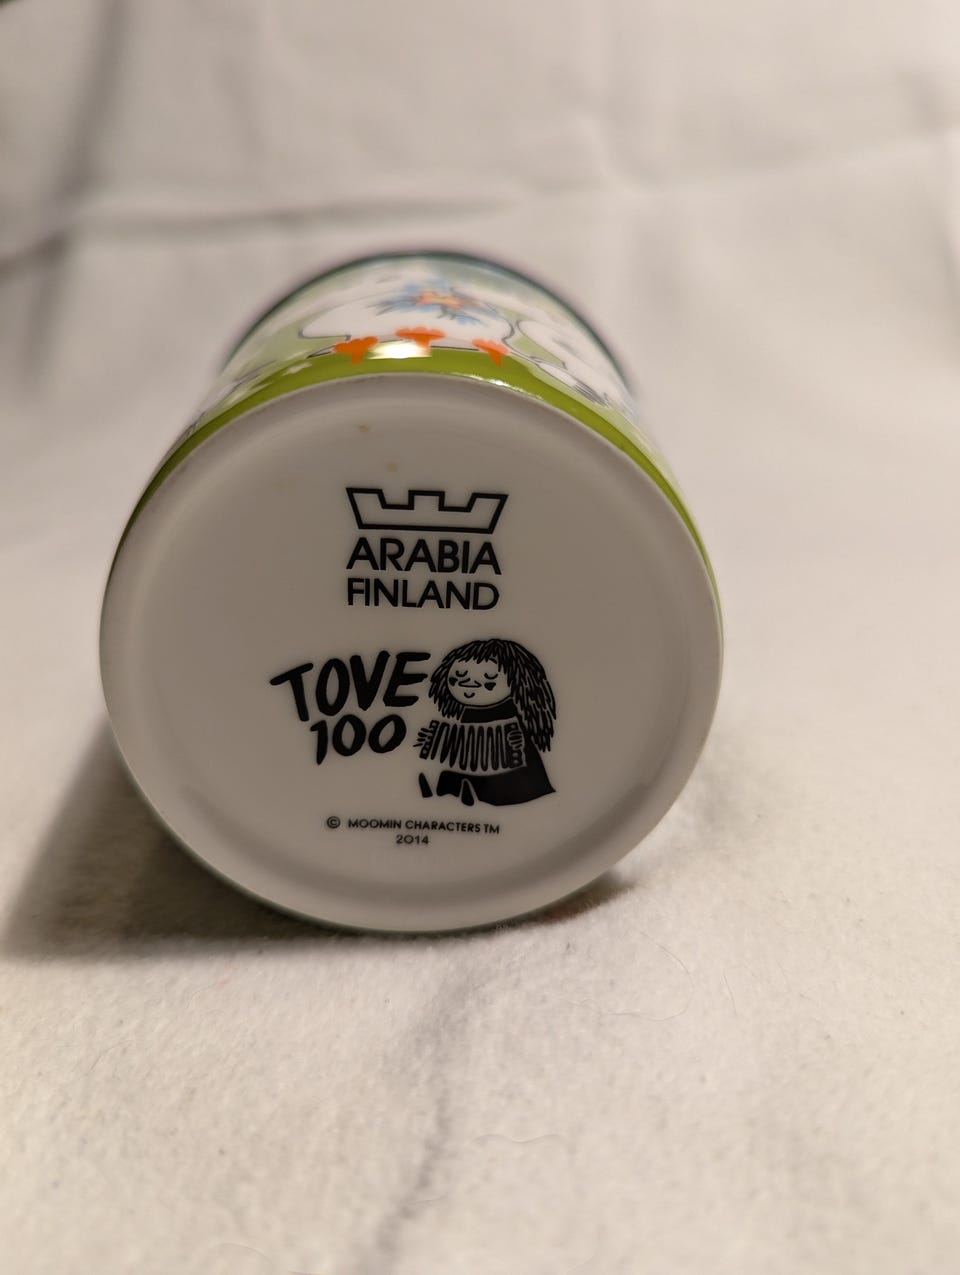 ARABIA
FINLAND
TOVE
100
© MOOMIN CHARACTERS TM
2014